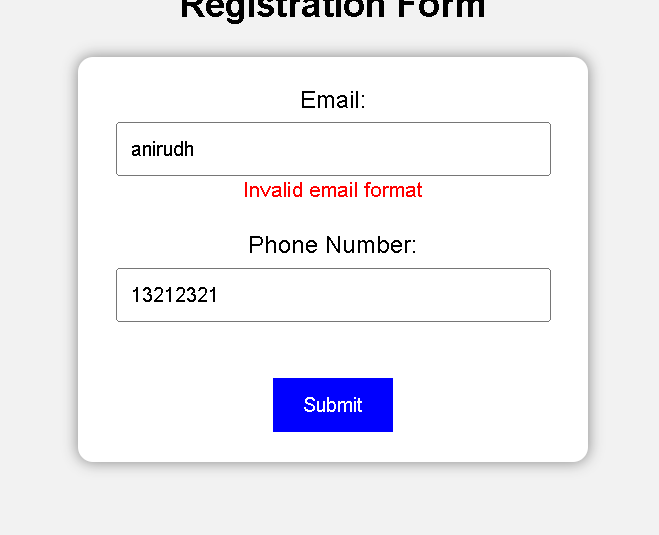 Registration Form
Email:
anirudh
Invalid email format
Phone Number:
13212321
Submit